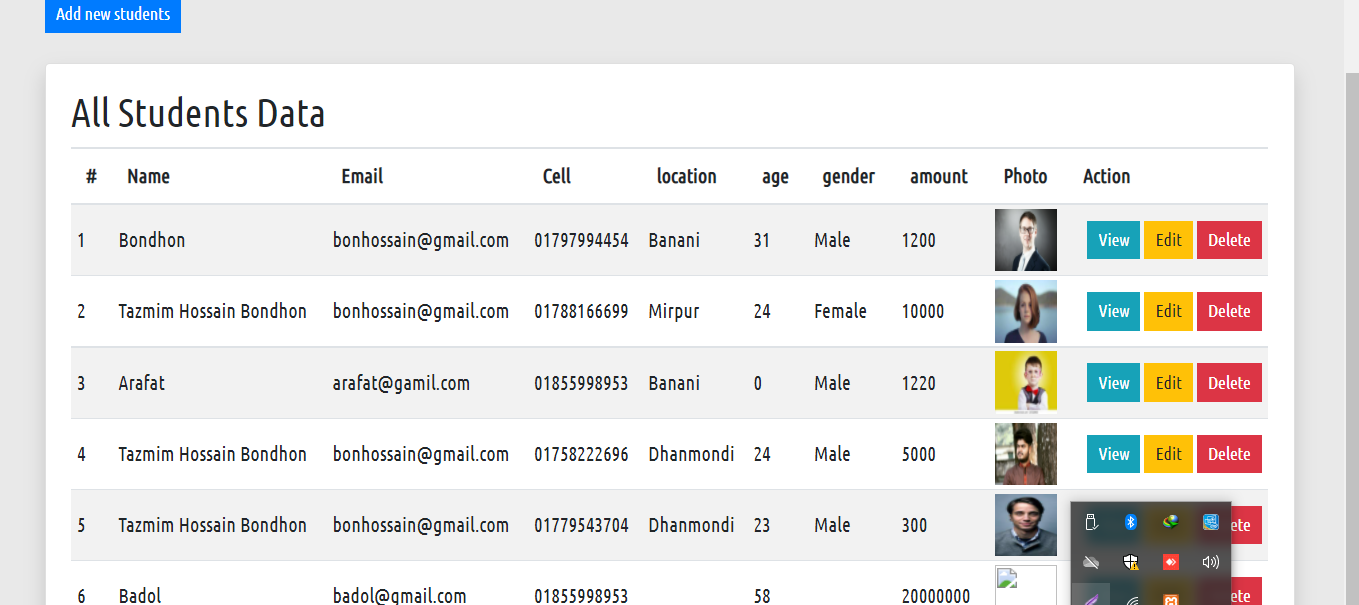 Add new students
All Students Data
# Name Email Cell location age gender amount Photo Action
1 Bondhon bonhossain@gmail.com 01797994454 Banani 31 Male 1200 View Edit Delete
2 Tazmim Hossain Bondhon bonhossain@gmail.com 01788166699 Mirpur 24 Female 10000 View Edit Delete
3 Arafat arafat@gamil.com 01855998953 Banani 0 Male 1220 View Edit Delete
4 Tazmim Hossain Bondhon bonhossain@gmail.com 01758222696 Dhanmondi 24 Male 5000 View Edit Delete
5 Tazmim Hossain Bondhon bonhossain@gmail.com 01779543704 Dhanmondi 23 Male 300 ete
6 Badol badol@gmail.com 01855998953 58 20000000 ete